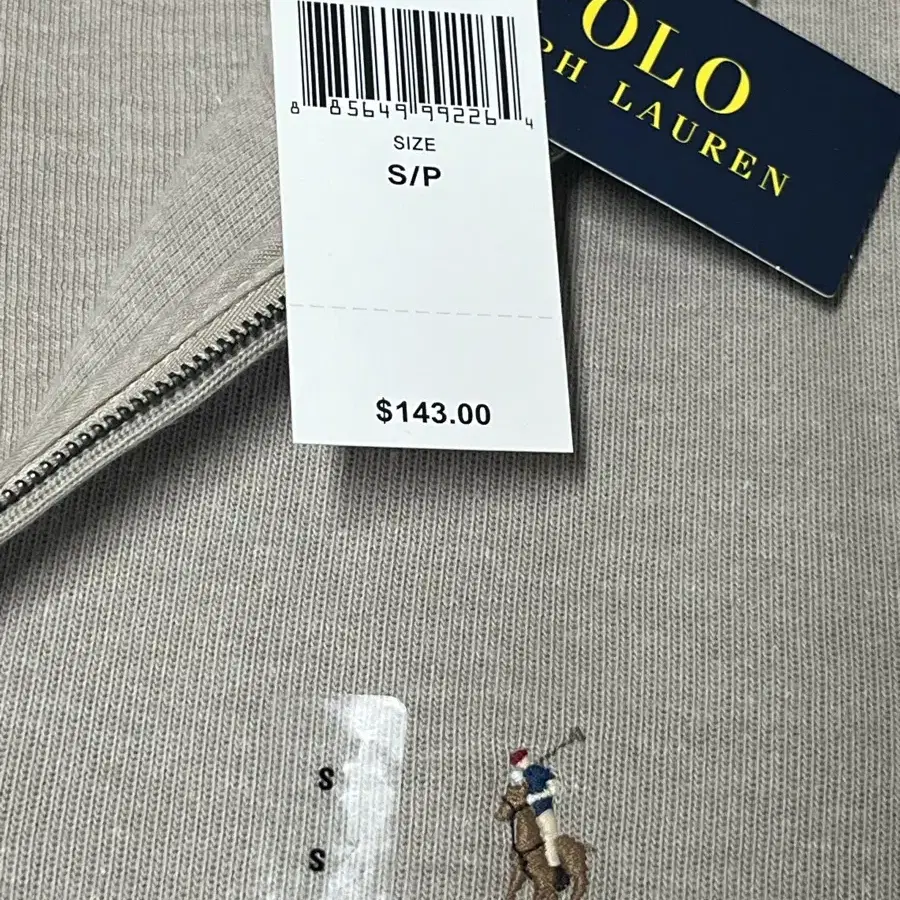 8 85649 99226 4
SIZE
S/P
$143.00
OLO
PH LAUREN
S
S